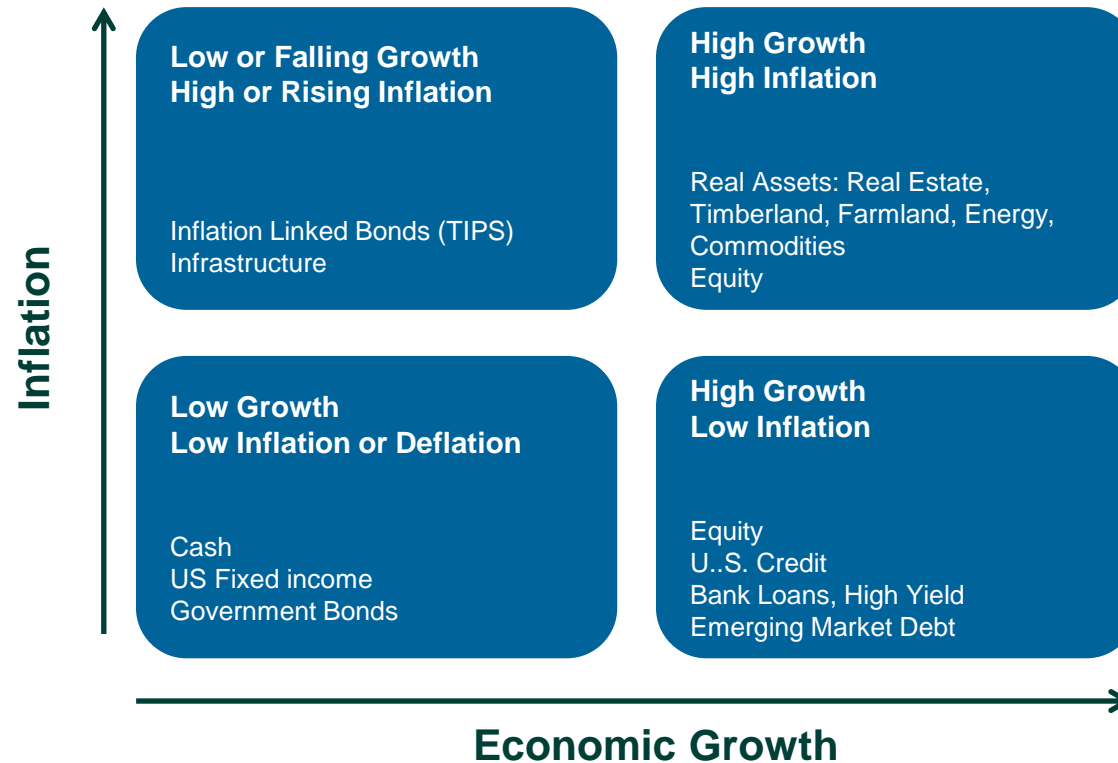 Inflation
Low or Falling Growth
High or Rising Inflation
Inflation Linked Bonds (TIPS)
Infrastructure
High Growth
High Inflation
Real Assets: Real Estate,
Timberland, Farmland, Energy,
Commodities
Equity
Low Growth
Low Inflation or Deflation
Cash
US Fixed income
Government Bonds
High Growth
Low Inflation
Equity
U..S. Credit
Bank Loans, High Yield
Emerging Market Debt
Economic Growth